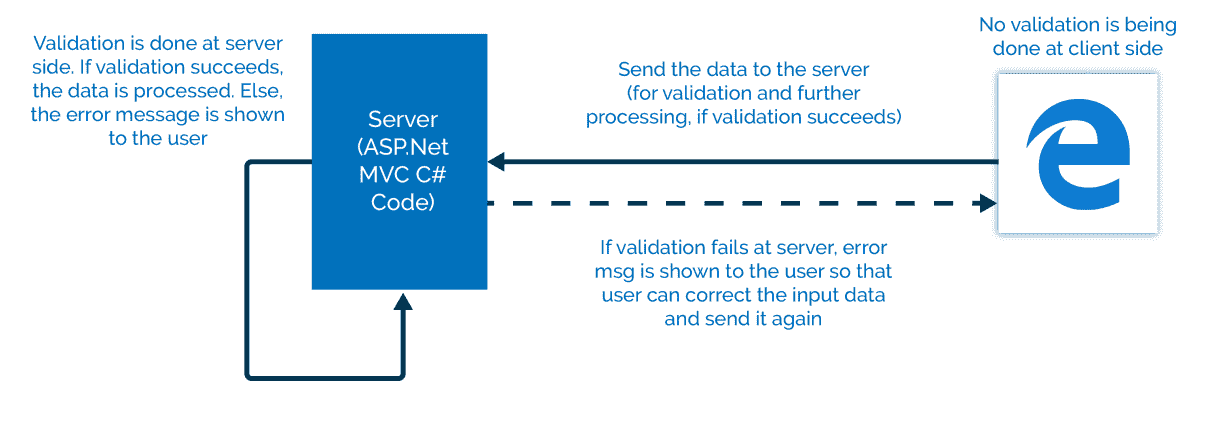 Validation is done at server
side. If validation succeeds,
the data is processed. Else,
the error message is shown
to the user
Server
(ASP.Net
MVC C#
Code)
Send the data to the server
(for validation and further
processing, if validation succeeds)
If validation fails at server, error
msg is shown to the user so that
user can correct the input data
and send it again
No validation is being
done at client side